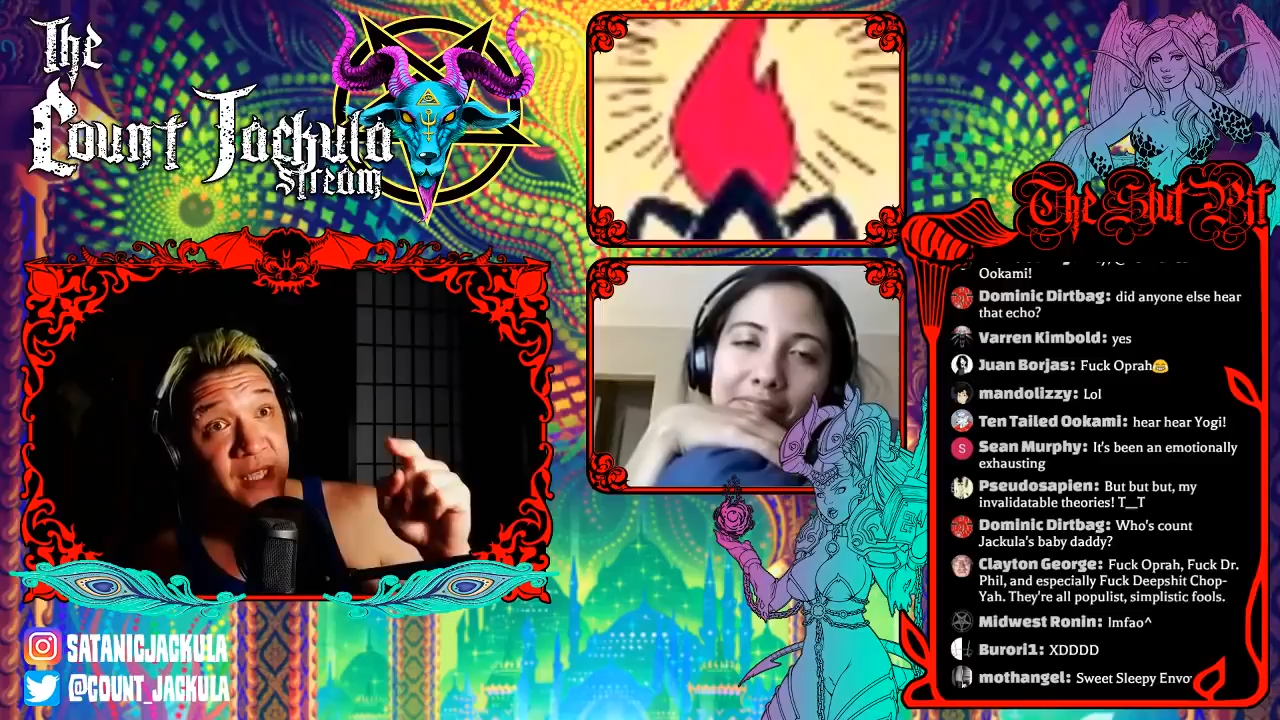 The
Count Jackula
stream
The Slut Pit
Ookami!
Dominic Dirtbag: did anyone else hear
that echo?
Varren Kimbold: yes
Juan Borjas: Fuck Oprah😂
mandolizzy: Lol
Ten Tailed Ookami: hear hear Yogi!
S Sean Murphy: It's been an emotionally
exhausting
Pseudosapien: But but but, my
invalidatable theories! T__T
Dominic Dirtbag: Who's count
Jackula's baby daddy?
Clayton George: Fuck Oprah, Fuck Dr.
Phil, and especially Fuck Deepshit Chop-
Yah. They're all populist, simplistic fools.
Midwest Ronin: lmfao^
Burori1: XDDDD
mothangel: Sweet Sleepy Envo
SATANICJACKULA
@COUNT_JACKULA